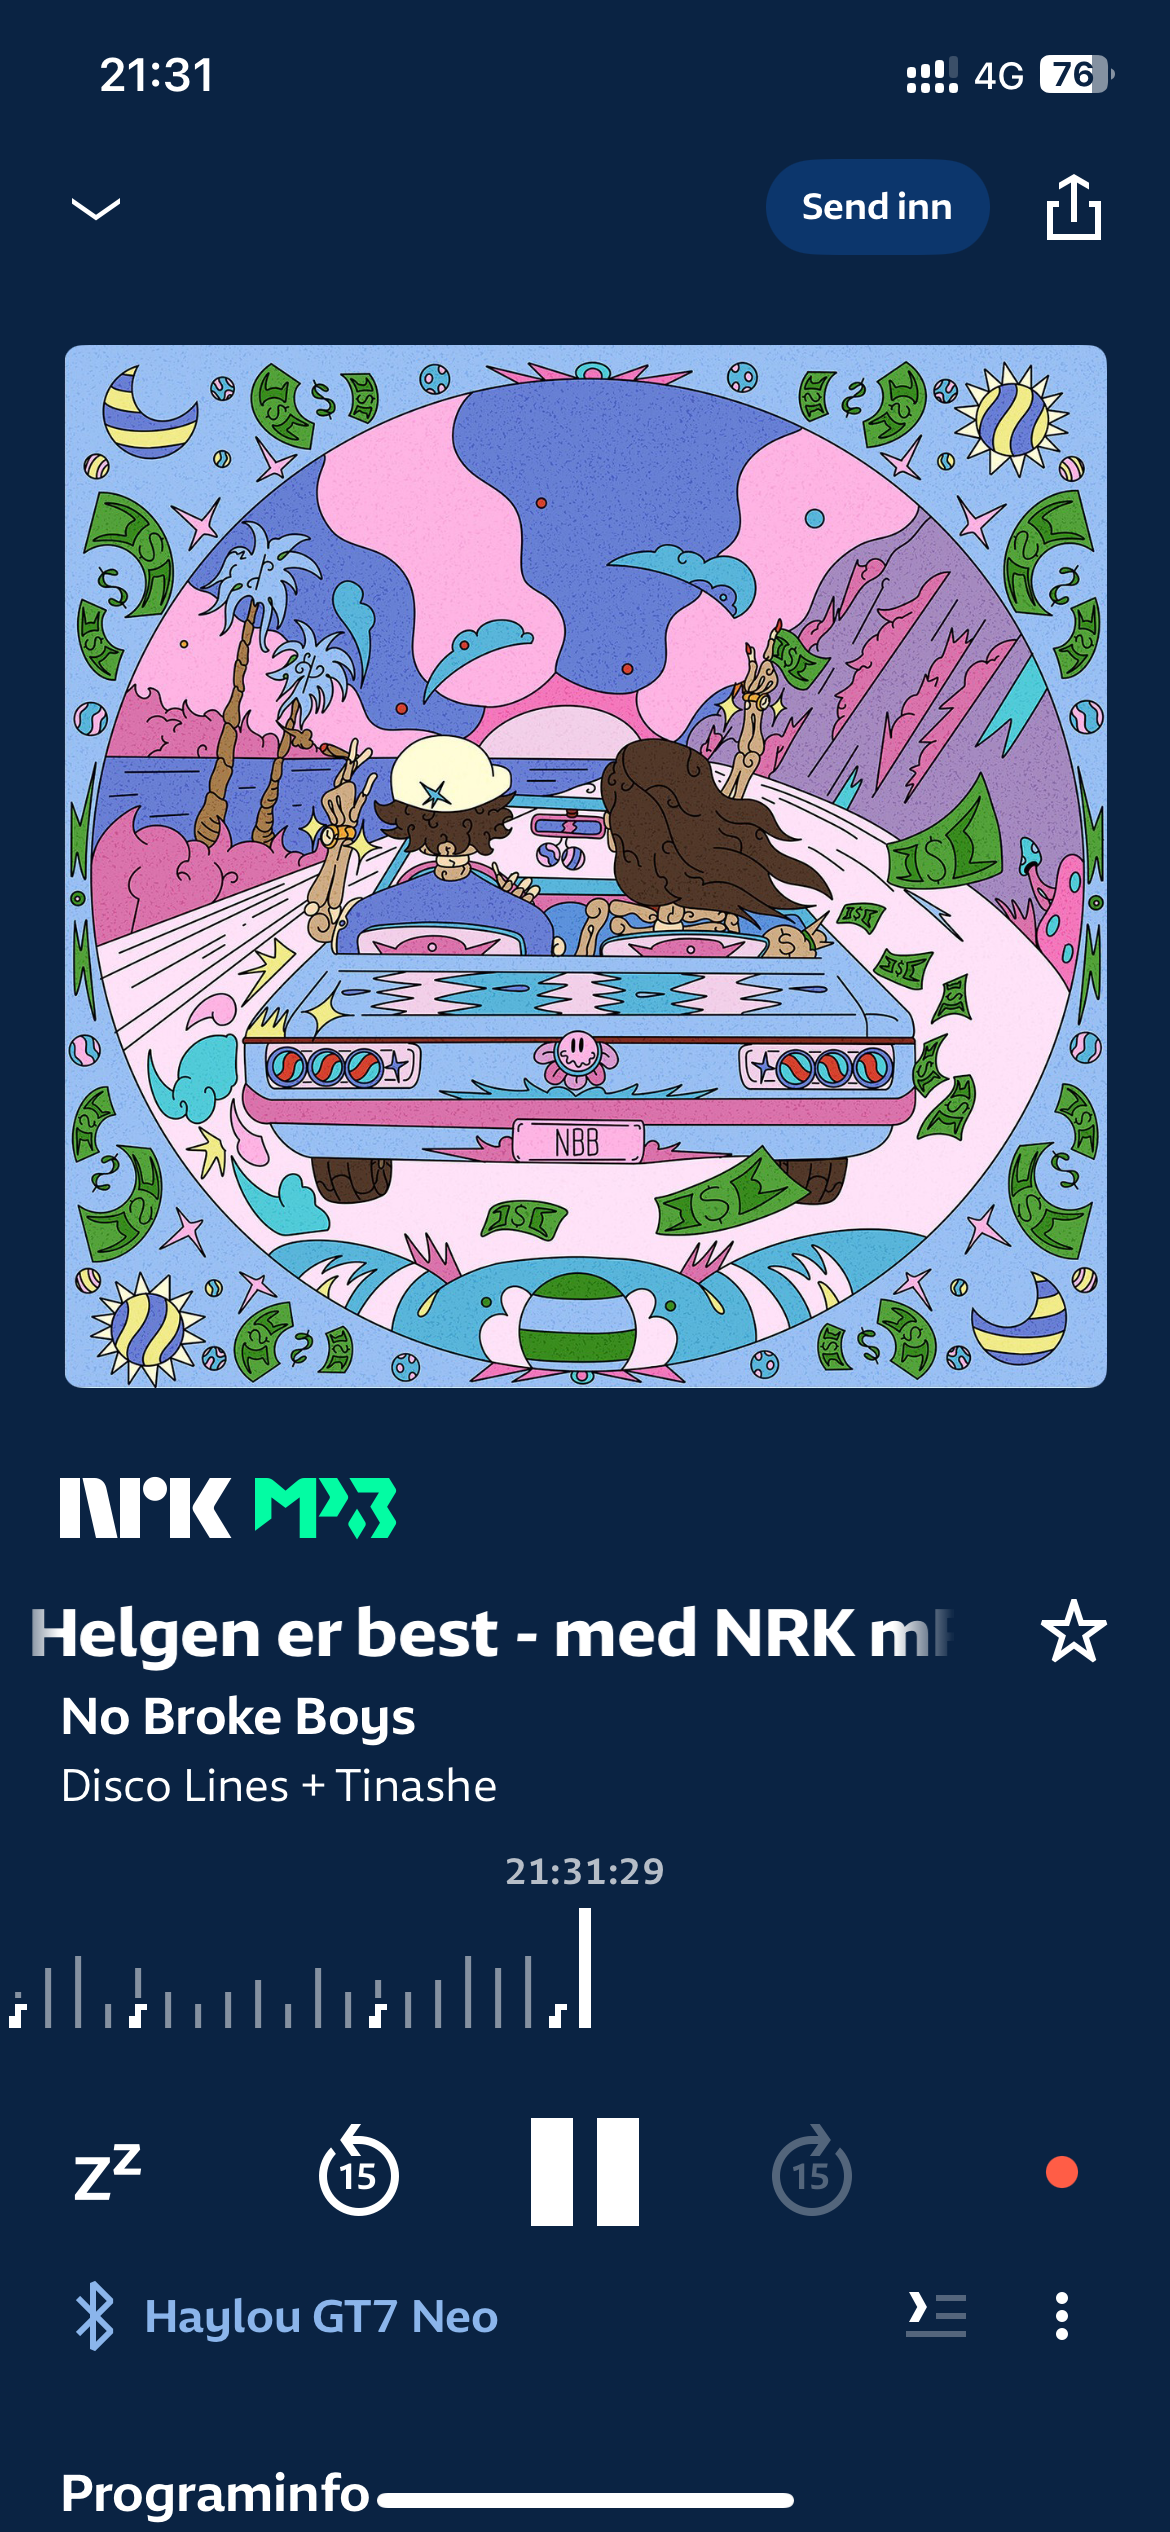 21:31
4G 76
Send inn
NBB
NRK MP3
Helgen er best - med NRK m
No Broke Boys
Disco Lines + Tinashe
21:31:29
zz
15
15
Haylou GT7 Neo
Programinfo